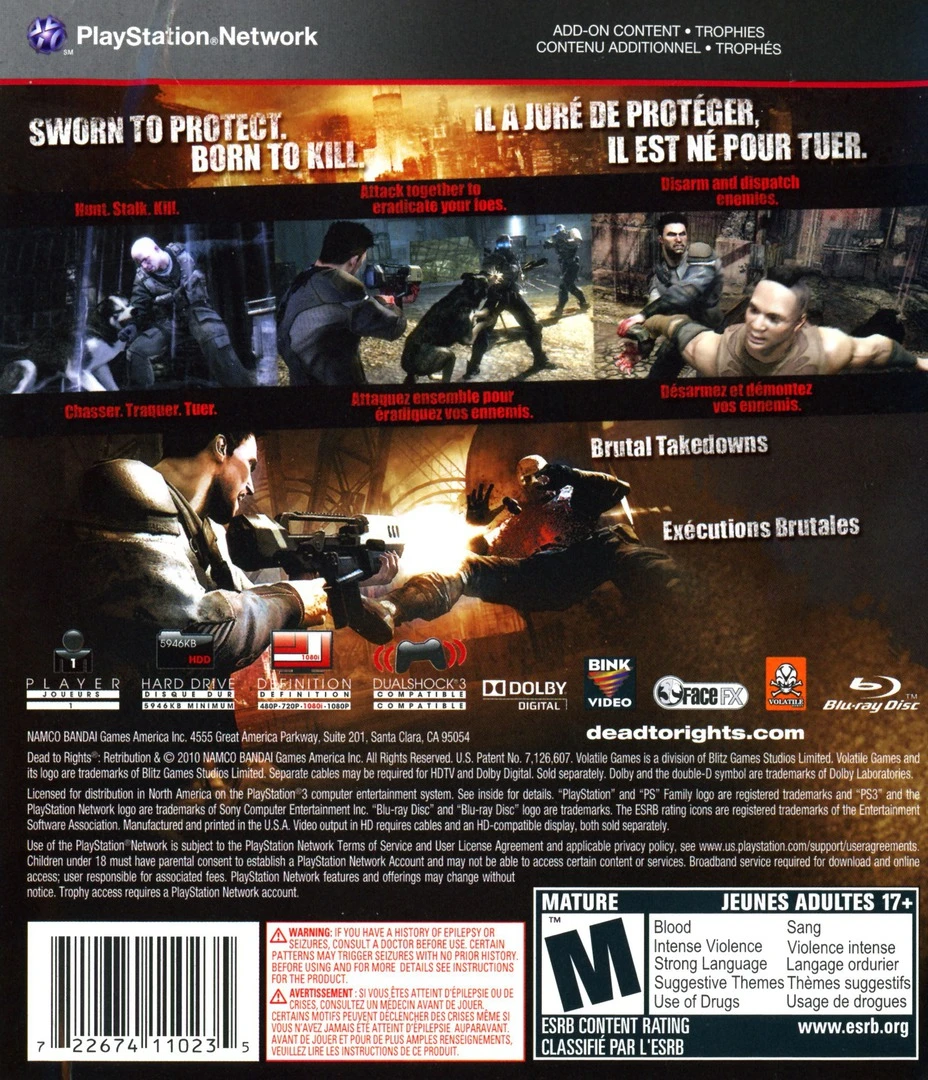 PlayStation®Network
SM
ADD-ON CONTENT • TROPHIES
CONTENU ADDITIONNEL • TROPHÉS
SWORN TO PROTECT.
BORN TO KILL.
IL A JURÉ DE PROTÉGER,
IL EST NÉ POUR TUER.
Hunt. Stalk. Kill.
Attack together to
eradicate your foes.
Disarm and dispatch
enemies.
Chasser. Traquer. Tuer.
Attaquez ensemble pour
éradiquez vos ennemis.
Désarmez et démontez
vos ennemis.
Brutal Takedowns
Exécutions Brutales
1
PLAYER
JOUEURS
1
5946KB
HDD
HARD DRIVE
DISQUE DUR
5946 KB MINIMUM
1080i
DEFINITION
DEFINITION
480P•720P•1080i•1080P
DUALSHOCK®3
COMPATIBLE
COMPATIBLE
DOLBY
DIGITAL
BINK
VIDEO
FaceFX
VOLATILE
Blu-ray Disc™
deadtorights.com
NAMCO BANDAI Games America Inc. 4555 Great America Parkway, Suite 201, Santa Clara, CA 95054
Dead to Rights®: Retribution & © 2010 NAMCO BANDAI Games America Inc. All Rights Reserved. U.S. Patent No. 7,126,607. Volatile Games is a division of Blitz Games Studios Limited. Volatile Games and
its logo are trademarks of Blitz Games Studios Limited. Separate cables may be required for HDTV and Dolby Digital. Sold separately. Dolby and the double-D symbol are trademarks of Dolby Laboratories.
Licensed for distribution in North America on the PlayStation®3 computer entertainment system. See inside for details. “PlayStation” and “PS” Family logo are registered trademarks and “PS3” and the
PlayStation Network logo are trademarks of Sony Computer Entertainment Inc. “Blu-ray Disc” and “Blu-ray Disc” logo are trademarks. The ESRB rating icons are registered trademarks of the Entertainment
Software Association. Manufactured and printed in the U.S.A. Video output in HD requires cables and an HD-compatible display, both sold separately.
Use of the PlayStation®Network is subject to the PlayStation Network Terms of Service and User License Agreement and applicable privacy policy, see www.us.playstation.com/support/useragreements.
Children under 18 must have parental consent to establish a PlayStation Network Account and may not be able to access certain content or services. Broadband service required for download and online
access; user responsible for associated fees. PlayStation Network features and offerings may change without
notice. Trophy access requires a PlayStation Network account.
7 22674 11023 5
WARNING: IF YOU HAVE A HISTORY OF EPILEPSY OR
SEIZURES, CONSULT A DOCTOR BEFORE USE. CERTAIN
PATTERNS MAY TRIGGER SEIZURES WITH NO PRIOR HISTORY.
BEFORE USING AND FOR MORE DETAILS SEE INSTRUCTIONS
FOR THE PRODUCT.
AVERTISSEMENT : SI VOUS ÊTES ATTEINT D'ÉPILEPSIE OU DE
CRISES, CONSULTEZ UN MÉDECIN AVANT DE JOUER.
CERTAINS MOTIFS PEUVENT DÉCLENCHER DES CRISES MÊME SI
VOUS N'AVEZ JAMAIS ÉTÉ ATTEINT D'ÉPILEPSIE AUPARAVANT.
AVANT DE JOUER ET POUR DE PLUS AMPLES RENSEIGNEMENTS,
VEUILLEZ LIRE LES INSTRUCTIONS DE CE PRODUIT.
MATURE
JEUNES ADULTES 17+
™
M
Blood
Intense Violence
Strong Language
Suggestive Themes
Use of Drugs
Sang
Violence intense
Langage ordurier
Thèmes suggestifs
Usage de drogues
ESRB CONTENT RATING
CLASSIFIÉ PAR L'ESRB
www.esrb.org